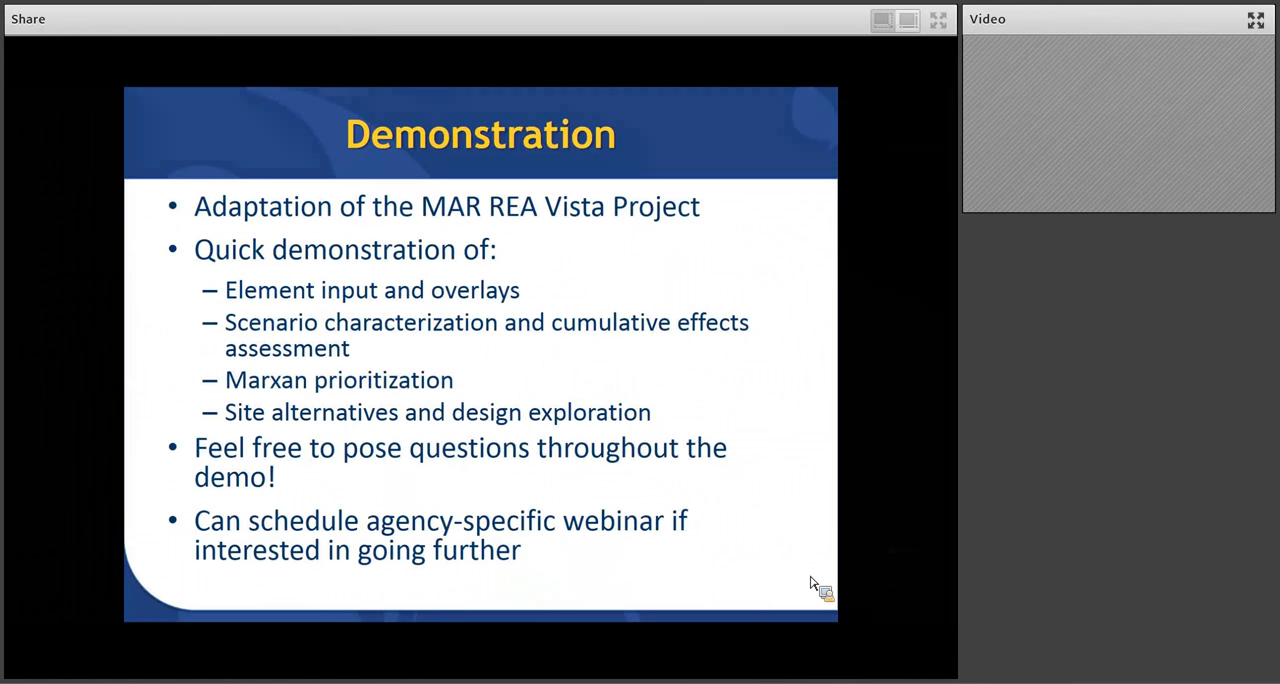 Share
Video
Demonstration
• Adaptation of the MAR REA Vista Project
• Quick demonstration of:
– Element input and overlays
– Scenario characterization and cumulative effects
assessment
– Marxan prioritization
– Site alternatives and design exploration
• Feel free to pose questions throughout the
demo!
• Can schedule agency-specific webinar if
interested in going further